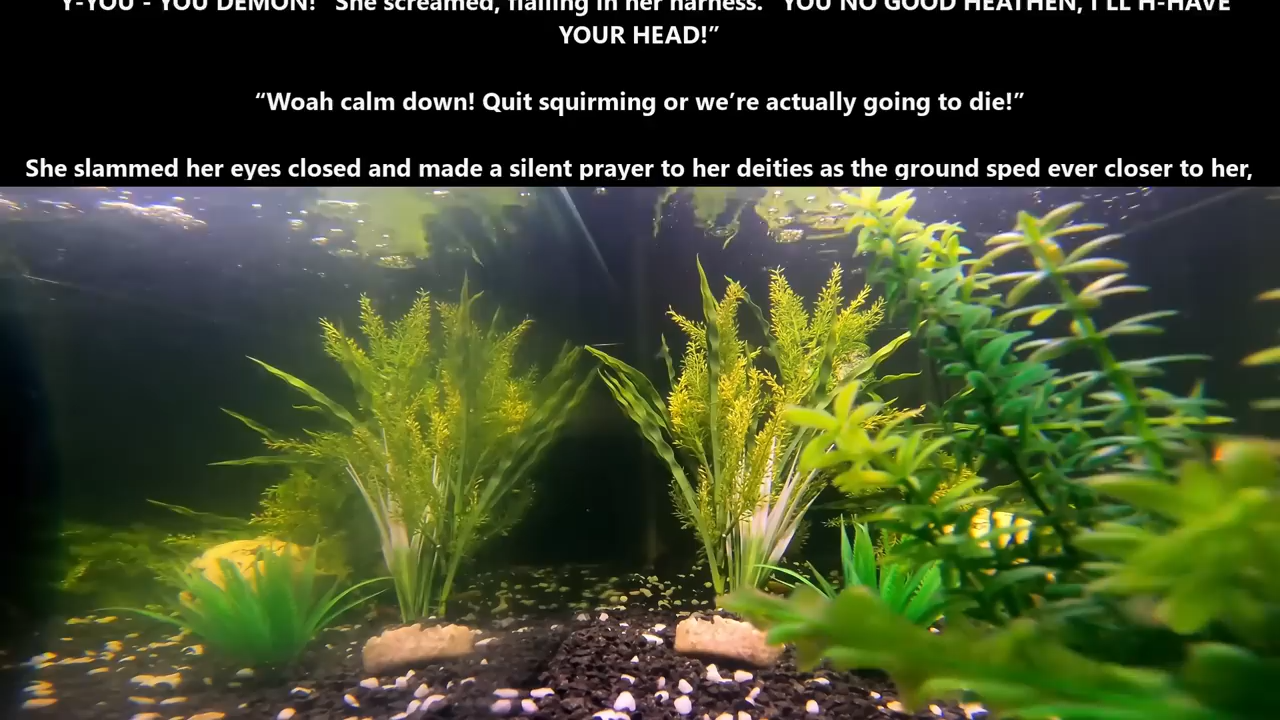 Y-YOU - YOU DEMON!" She screamed, flailing in her harness. "YOU NO GOOD HEATHEN, I'LL H-HAVE
YOUR HEAD!”
“Woah calm down! Quit squirming or we’re actually going to die!”
She slammed her eyes closed and made a silent prayer to her deities as the ground sped ever closer to her,